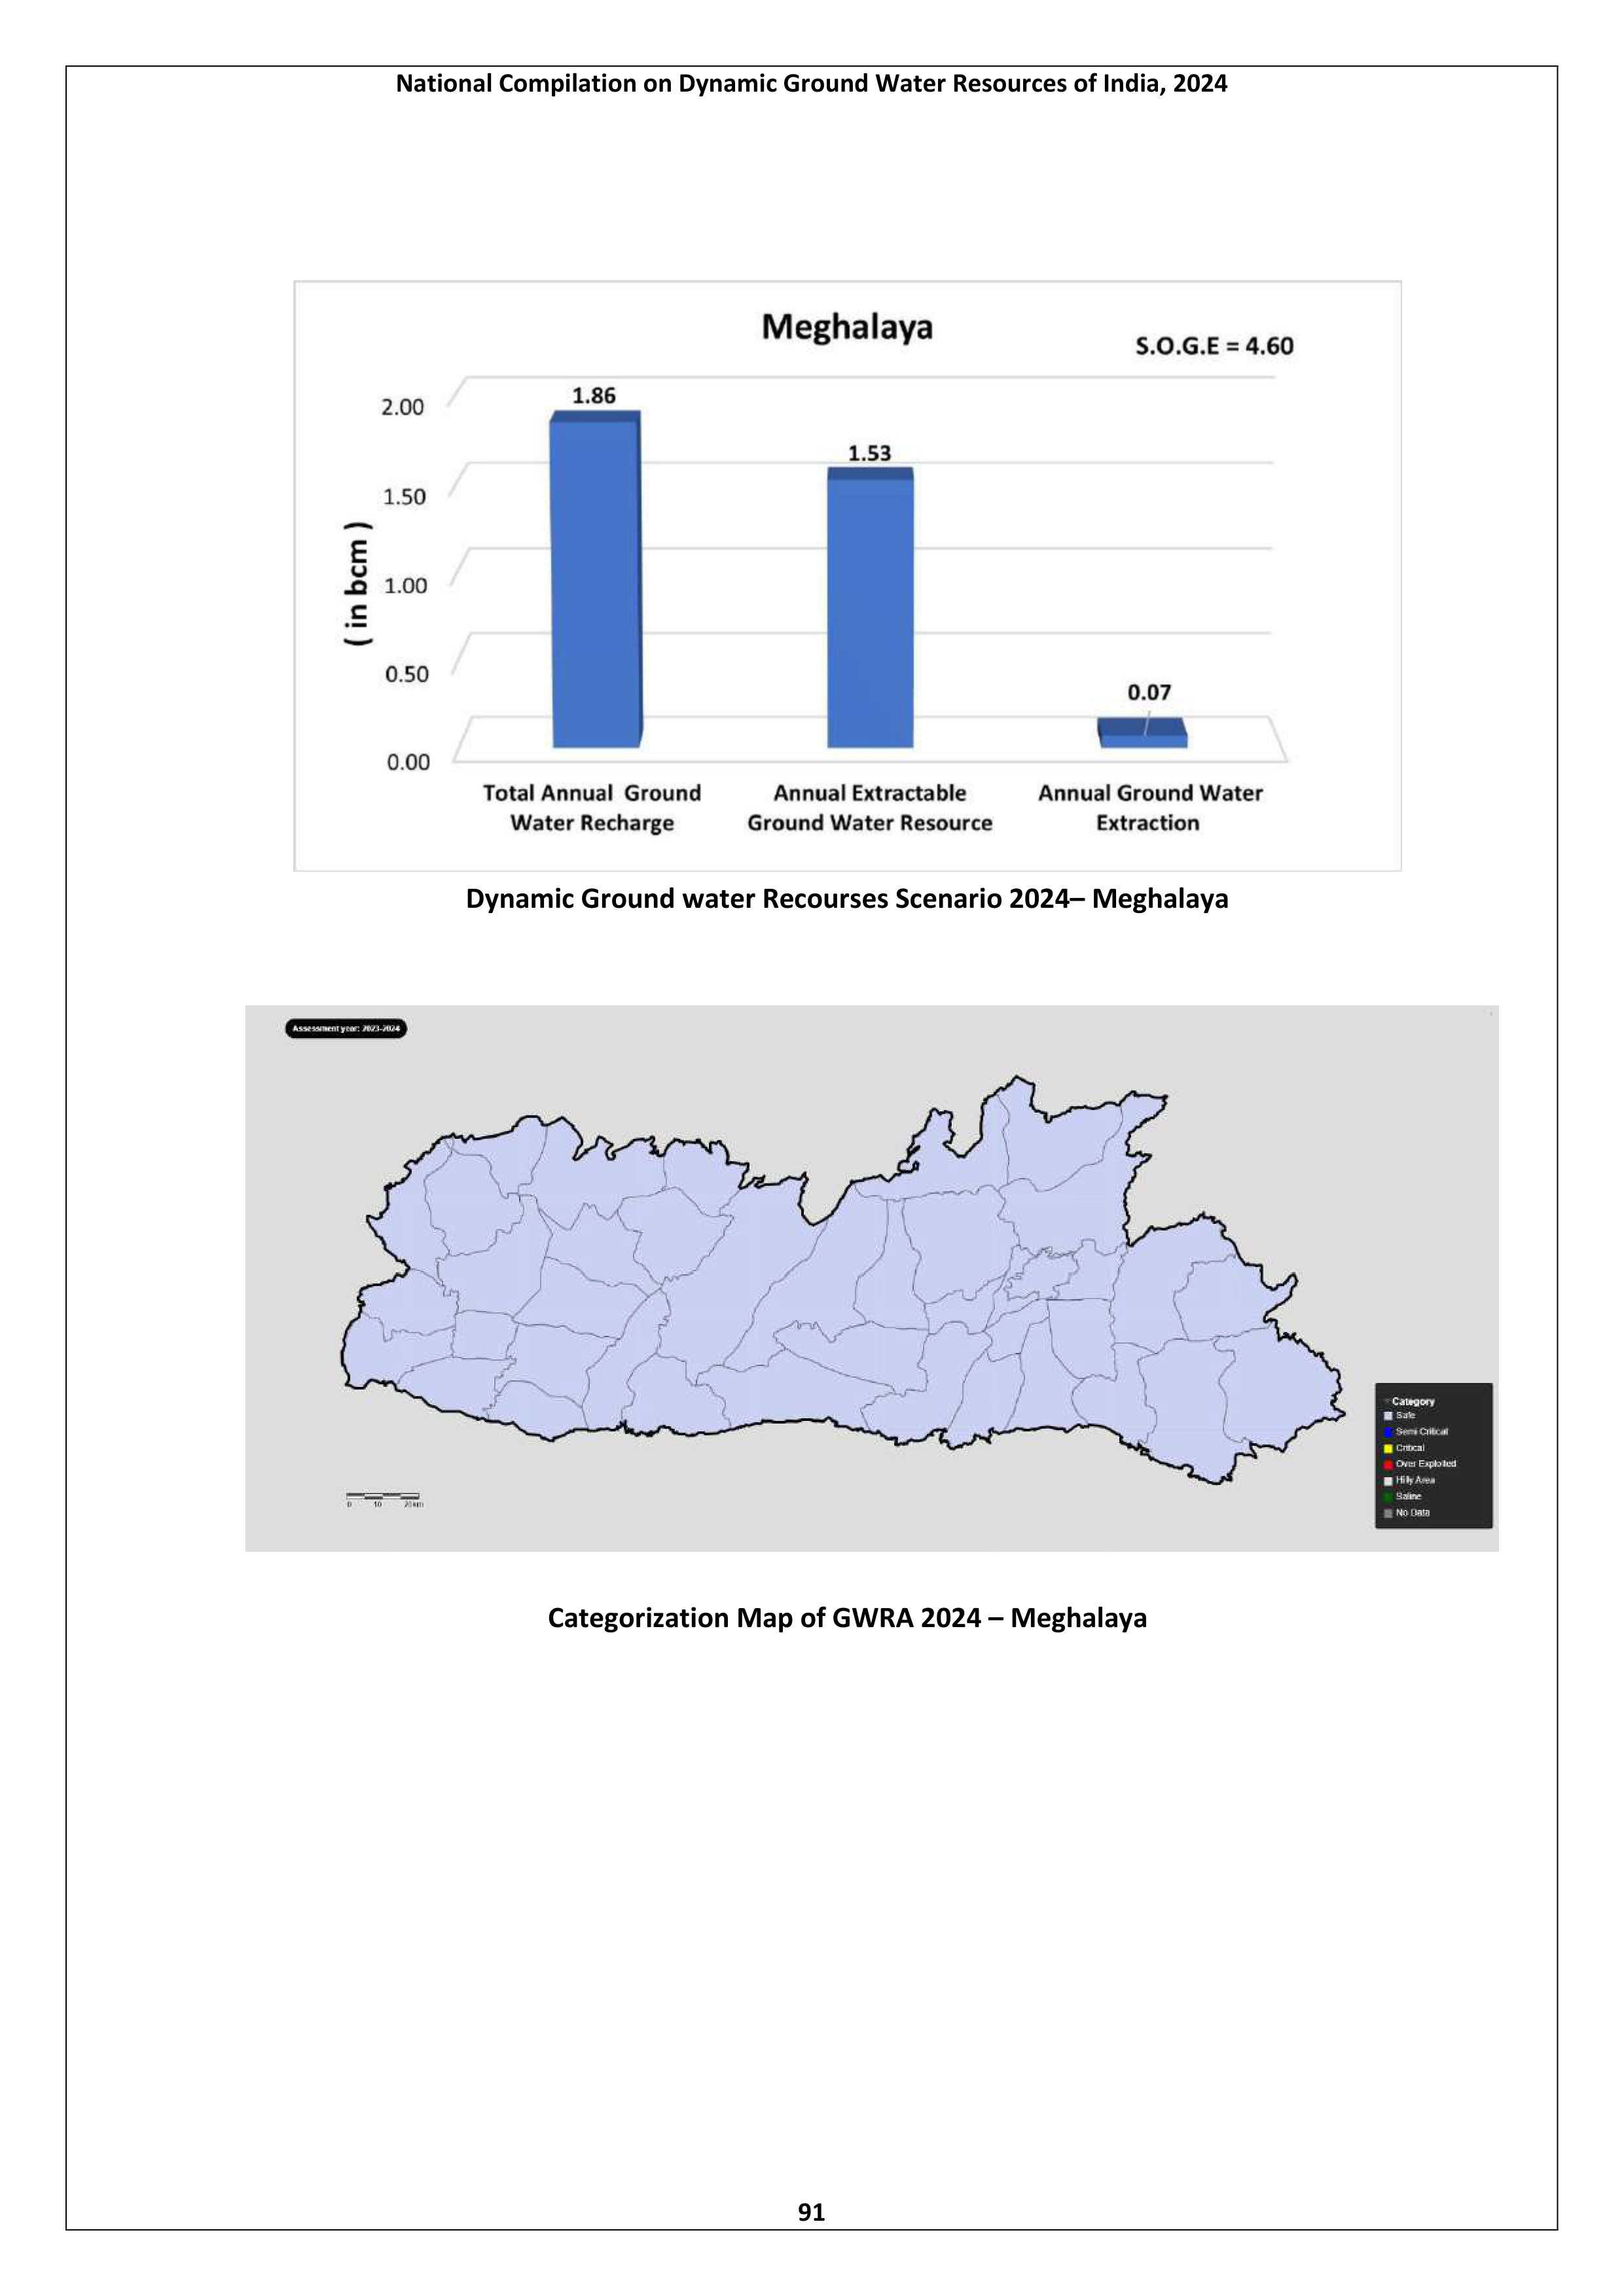 National Compilation on Dynamic Ground Water Resources of India, 2024
Meghalaya
S.O.G.E = 4.60
( in bcm )
2.00
1.50
1.00
0.50
0.00
1.86
1.53
0.07
Total Annual Ground
Water Recharge
Annual Extractable
Ground Water Resource
Annual Ground Water
Extraction
Dynamic Ground water Recourses Scenario 2024– Meghalaya
Assessment year: 2023-2024
Category
Safe
Semi Critical
Critical
Over Exploited
Hilly Area
Saline
No Data
0 10 20 km
Categorization Map of GWRA 2024 – Meghalaya
91